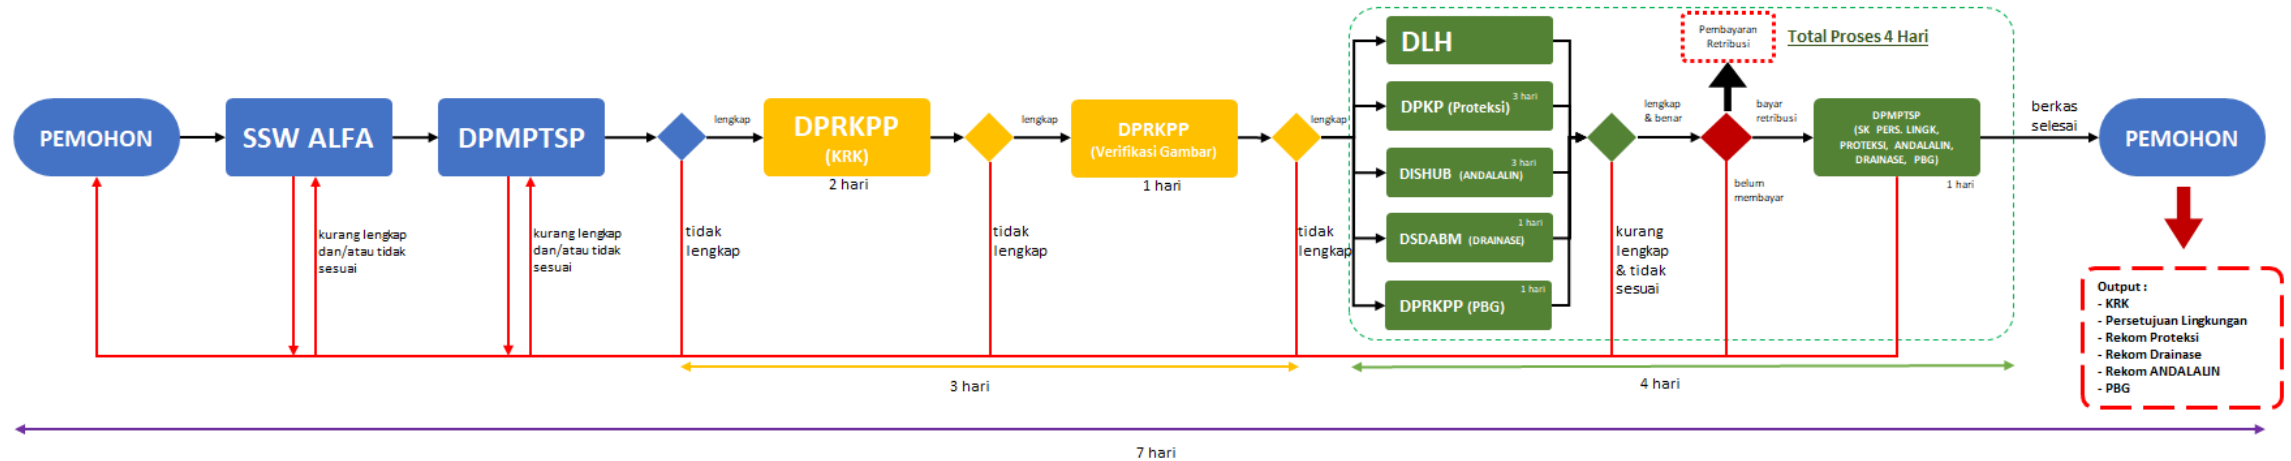 PEMOHON
SSW ALFA
kurang lengkap
dan/atau tidak
sesuai
DPMPTSP
kurang lengkap
dan/atau tidak
sesuai
lengkap
tidak
lengkap
DPRKPP
(KRK)
2 hari
lengkap
tidak
lengkap
DPRKPP
(Verifikasi Gambar)
1 hari
lengkap
tidak
lengkap
DLH
DPKP (Proteksi)
3 hari
DISHUB (ANDALALIN)
3 hari
DSDABM (DRAINASE)
1 hari
DPRKPP (PBG)
1 hari
kurang
lengkap
& tidak
sesuai
lengkap
& benar
Pembayaran
Retribusi
Total Proses 4 Hari
bayar
retribusi
belum
membayar
DPMPTSP
(SK PERS. LINGK,
PROTEKSI, ANDALALIN,
DRAINASE, PBG)
1 hari
berkas
selesai
PEMOHON
Output :
- KRK
- Persetujuan Lingkungan
- Rekom Proteksi
- Rekom Drainase
- Rekom ANDALALIN
- PBG
3 hari
4 hari
7 hari